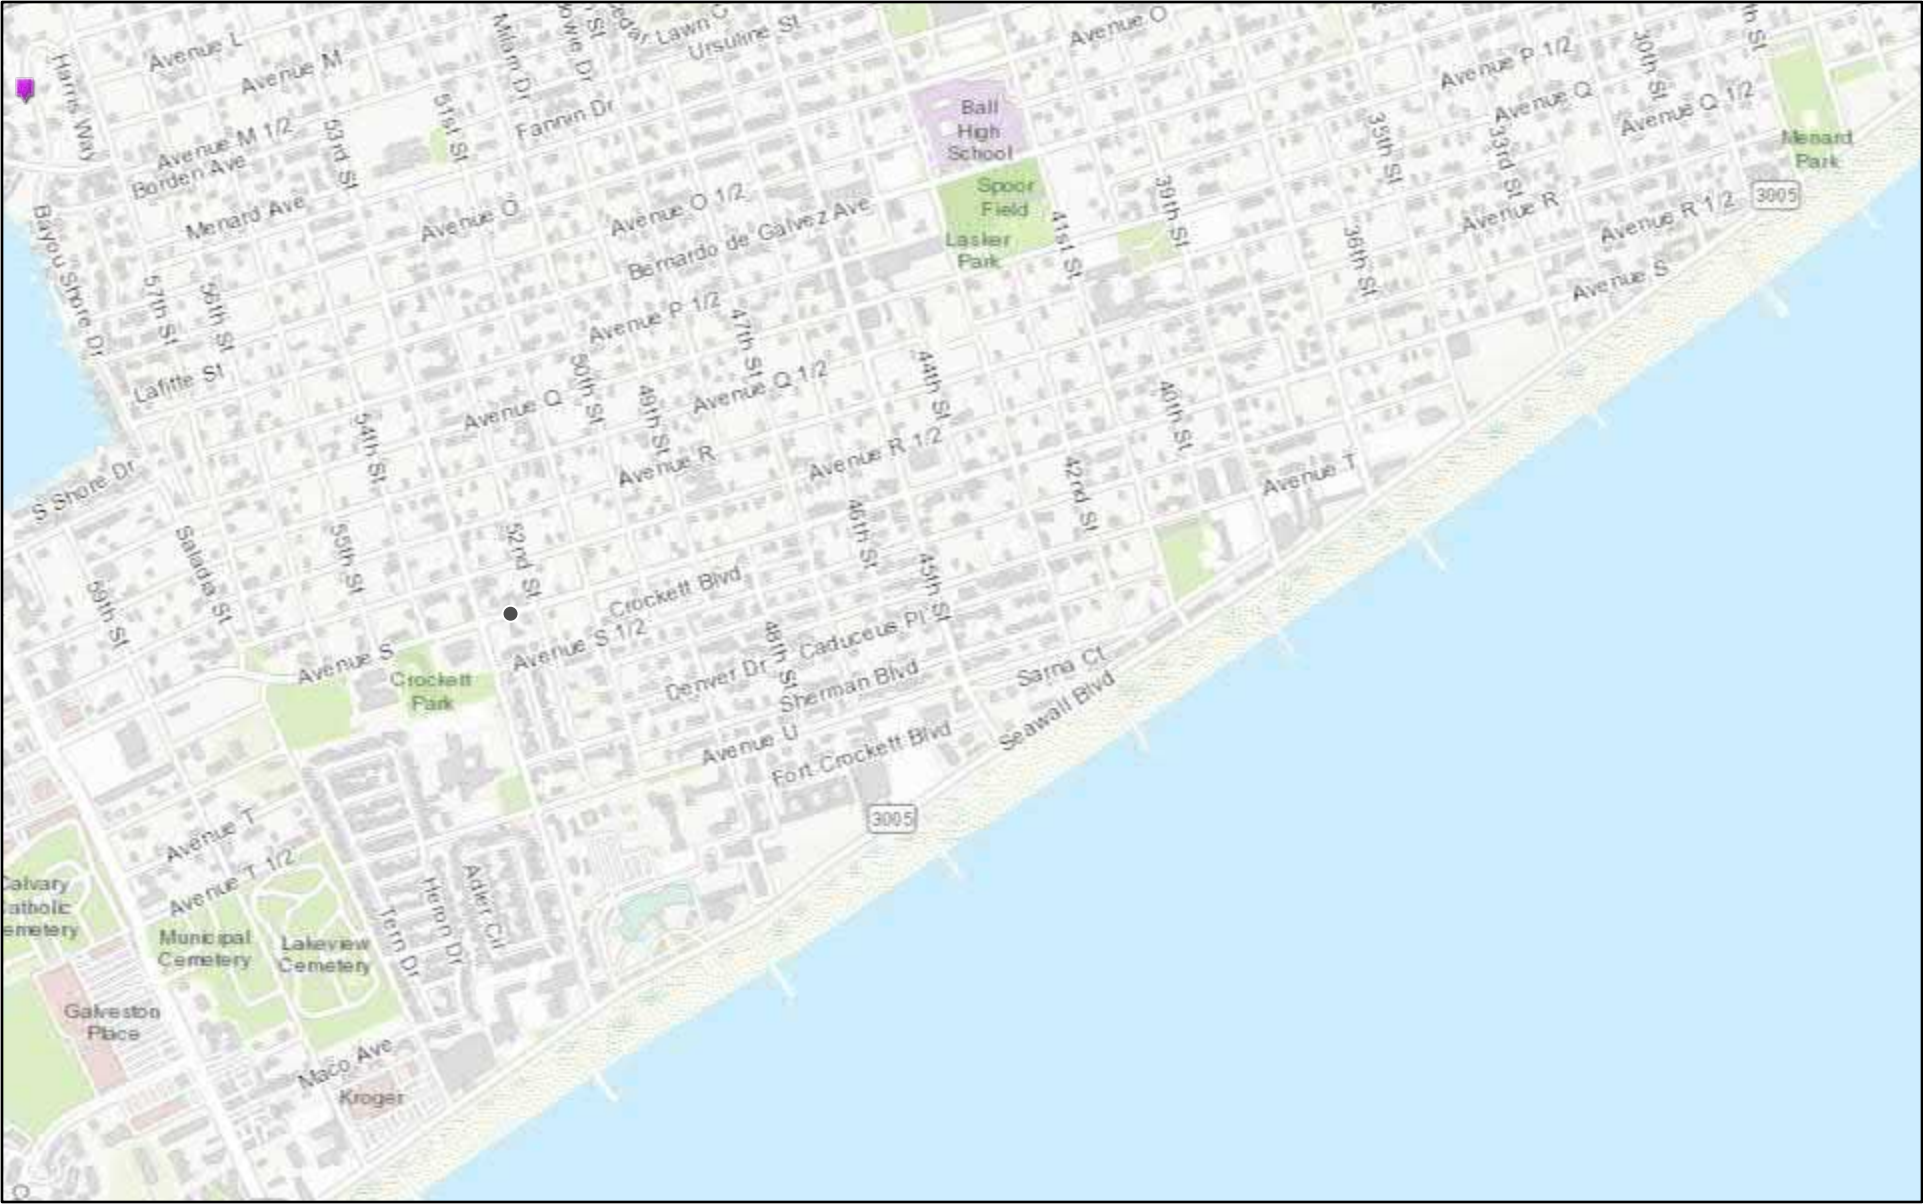 Avenue L
Avenue M
Harris Way
Milam Dr
Bowie Dr
Cedar Lawn C
Ursuline St
Avenue O
Avenue P 1/2
30th St
Avenue Q
Avenue Q 1/2
Fannin Dr
51st St
53rd St
Avenue M 1/2
Borden Ave
Menard Ave
Avenue O
Avenue O 1/2
Bernardo de Galvez Ave
Ball
High
School
Spoor
Field
Lasker
Park
41st St
39th St
35th St
33rd St
36th St
Avenue R
Avenue R 1/2
Avenue S
Menard
Park
3005
Bayou Shore Dr
57th St
56th St
Lafitte St
Avenue P 1/2
47th St
50th St
49th St
Avenue Q
Avenue Q 1/2
44th St
40th St
54th St
Avenue R
Avenue R 1/2
42nd St
Avenue T
S Shore Dr
Saladia St
55th St
52nd St
46th St
45th St
59th St
Crockett Blvd
Avenue S 1/2
Avenue S
Crockett
Park
48th St
Caduceus Pl
Denver Dr
Sherman Blvd
Sarna Ct
Seawall Blvd
Avenue U
Fort Crockett Blvd
3005
Avenue T
Avenue T 1/2
Tern Dr
Heron Dr
Adler Cir
Calvary
Catholic
Cemetery
Municipal
Cemetery
Lakeview
Cemetery
Galveston
Place
Maco Ave
Kroger